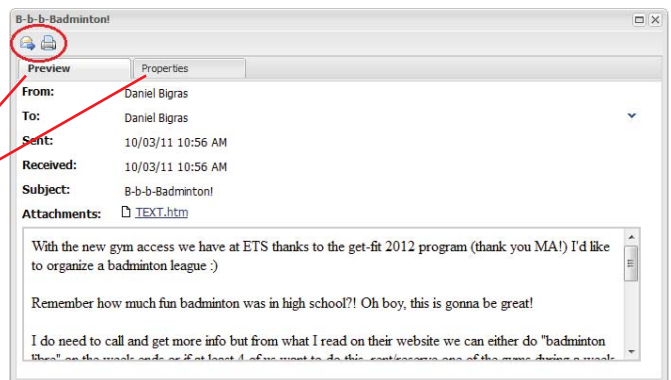 B-b-b-Badminton!
Preview Properties
From: Daniel Bigras
To: Daniel Bigras
Sent: 10/03/11 10:56 AM
Received: 10/03/11 10:56 AM
Subject: B-b-b-Badminton!
Attachments: TEXT.htm
With the new gym access we have at ETS thanks to the get-fit 2012 program (thank you MA!) I'd like
to organize a badminton league :)
Remember how much fun badminton was in high school?! Oh boy, this is gonna be great!
I do need to call and get more info but from what I read on their website we can either do "badminton
libre" on the week ends or if at least 4 of us want to do this, rent/reserve one of the gyms during a week